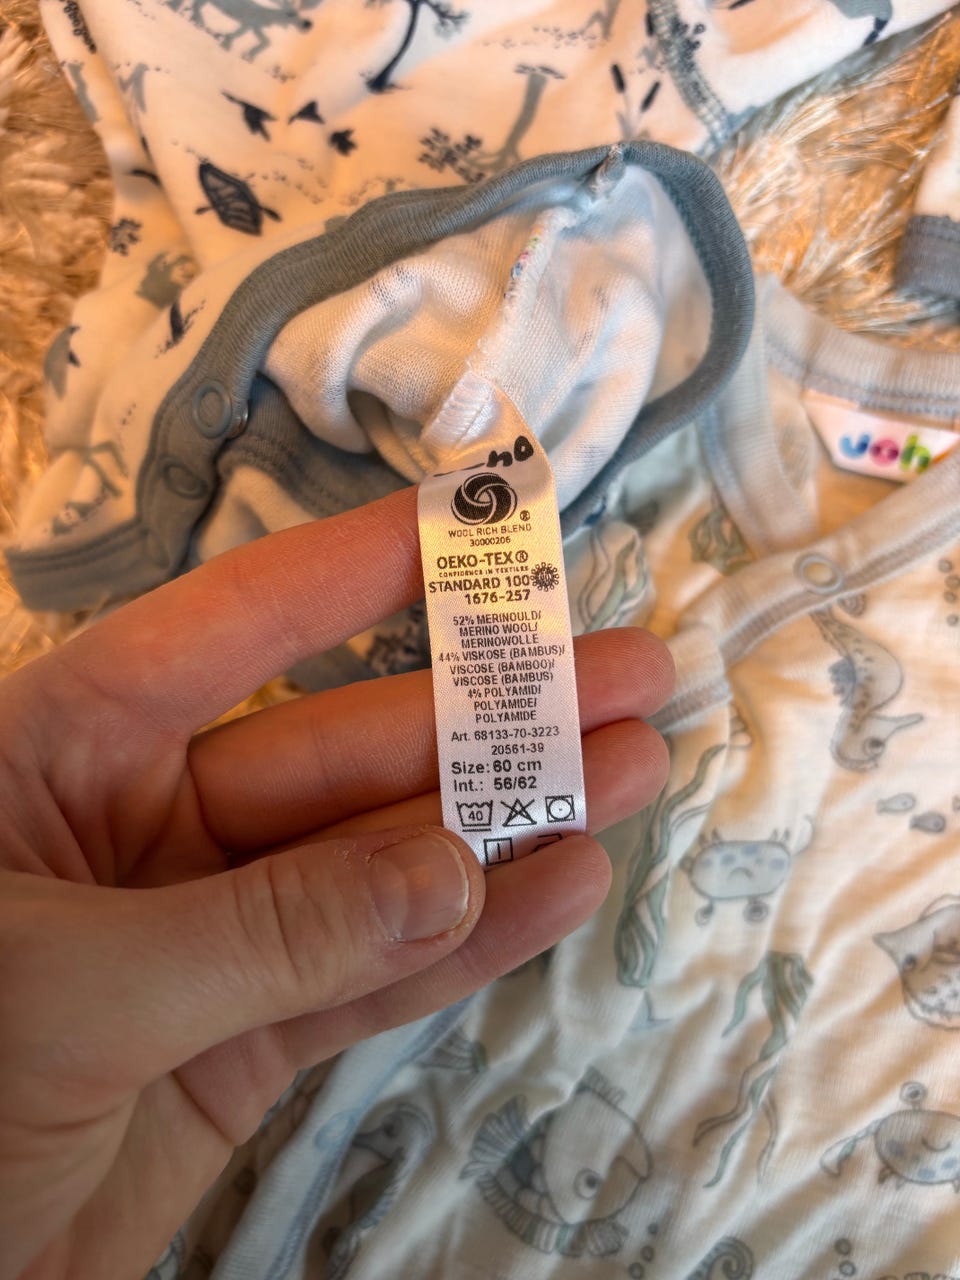 WOOL RICH BLEND
30000206
OEKO-TEX®
CONFIDENCE IN TEXTILES
STANDARD 100
1676-257
52% MERINOULD/
MERINO WOOL/
MERINOWOLLE
44% VISKOSE (BAMBUS)/
VISCOSE (BAMBOO)/
VISCOSE (BAMBUS)
4% POLYAMID/
POLYAMIDE/
POLYAMIDE
Art. 68133-70-3223
20561-39
Size: 60 cm
Int.: 56/62
40
joh